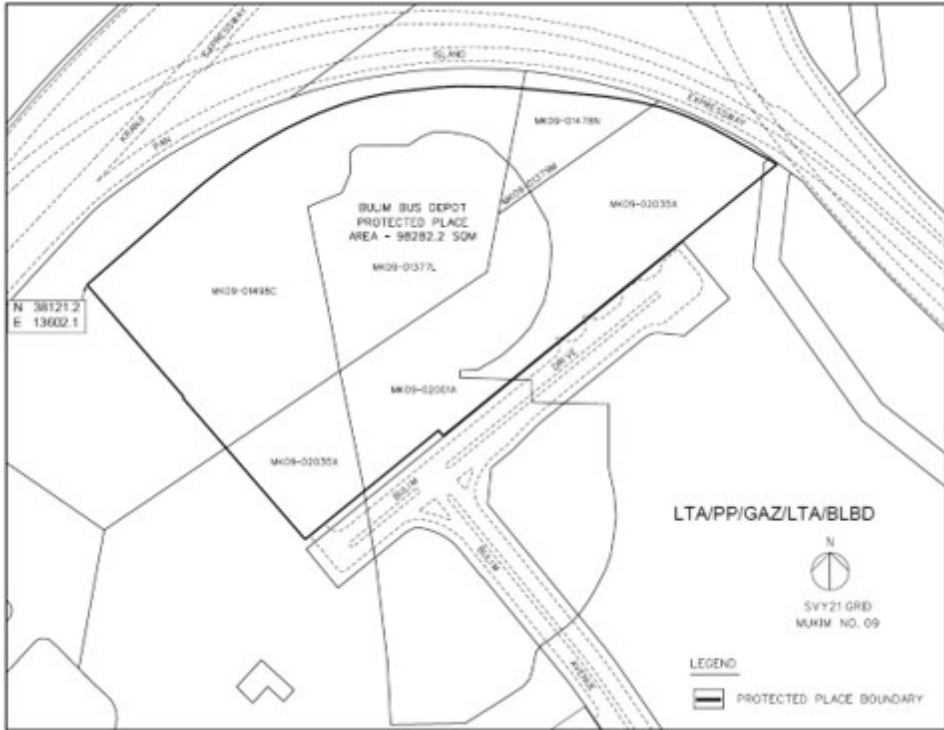 EXPRESSWAY
KRANJI
PAN
ISLAND
EXPRESSWAY
MK09-01478N
MK09-01379M
BULIM BUS DEPOT
PROTECTED PLACE
AREA - 98282.2 SQM
MK09-02035X
MK09-01377L
MK09-01498C
N 38121.2
E 13602.1
DRIVE
MK09-02001A
MK09-02035X
BULIM
LTA/PP/GAZ/LTA/BLBD
N
BULIM
SVY21 GRID
MUKIM NO. 09
AVENUE
LEGEND
PROTECTED PLACE BOUNDARY